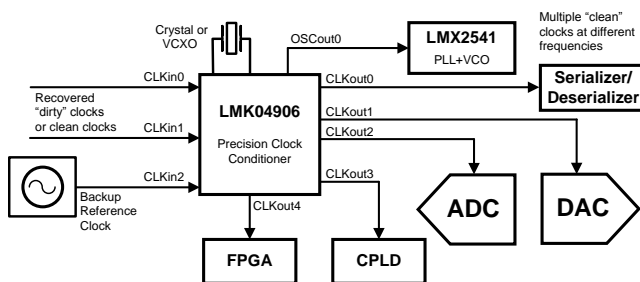 Crystal or
VCXO
OSCout0
LMX2541
PLL+VCO
Multiple “clean”
clocks at different
frequencies
CLKin0
CLKout0
Recovered
“dirty” clocks
or clean clocks
CLKin1
LMK04906
Precision Clock
Conditioner
CLKout1
CLKout2
Serializer/
Deserializer
CLKin2
CLKout3
Backup
Reference
Clock
CLKout4
ADC
DAC
FPGA
CPLD